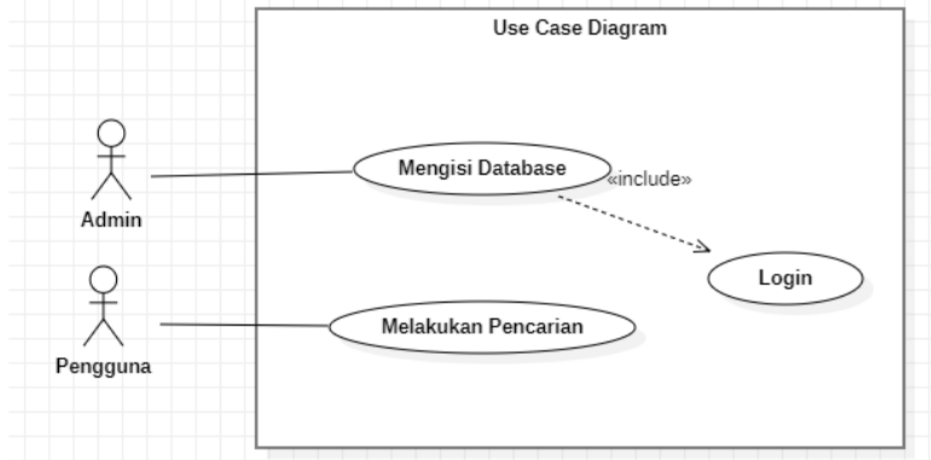 Use Case Diagram
Mengisi Database
«include»
Admin
Login
Melakukan Pencarian
Pengguna